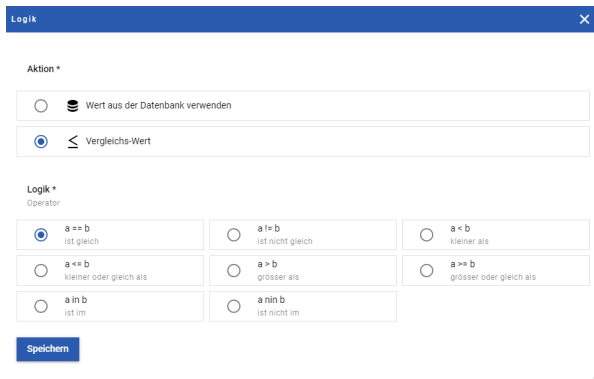 Logik
Aktion *
Wert aus der Datenbank verwenden
Vergleichs-Wert
Logik *
Operator
a == b
ist gleich
a != b
ist nicht gleich
a < b
kleiner als
a <= b
kleiner oder gleich als
a > b
grösser als
a >= b
grösser oder gleich als
a in b
ist im
a nin b
ist nicht im
Speichern